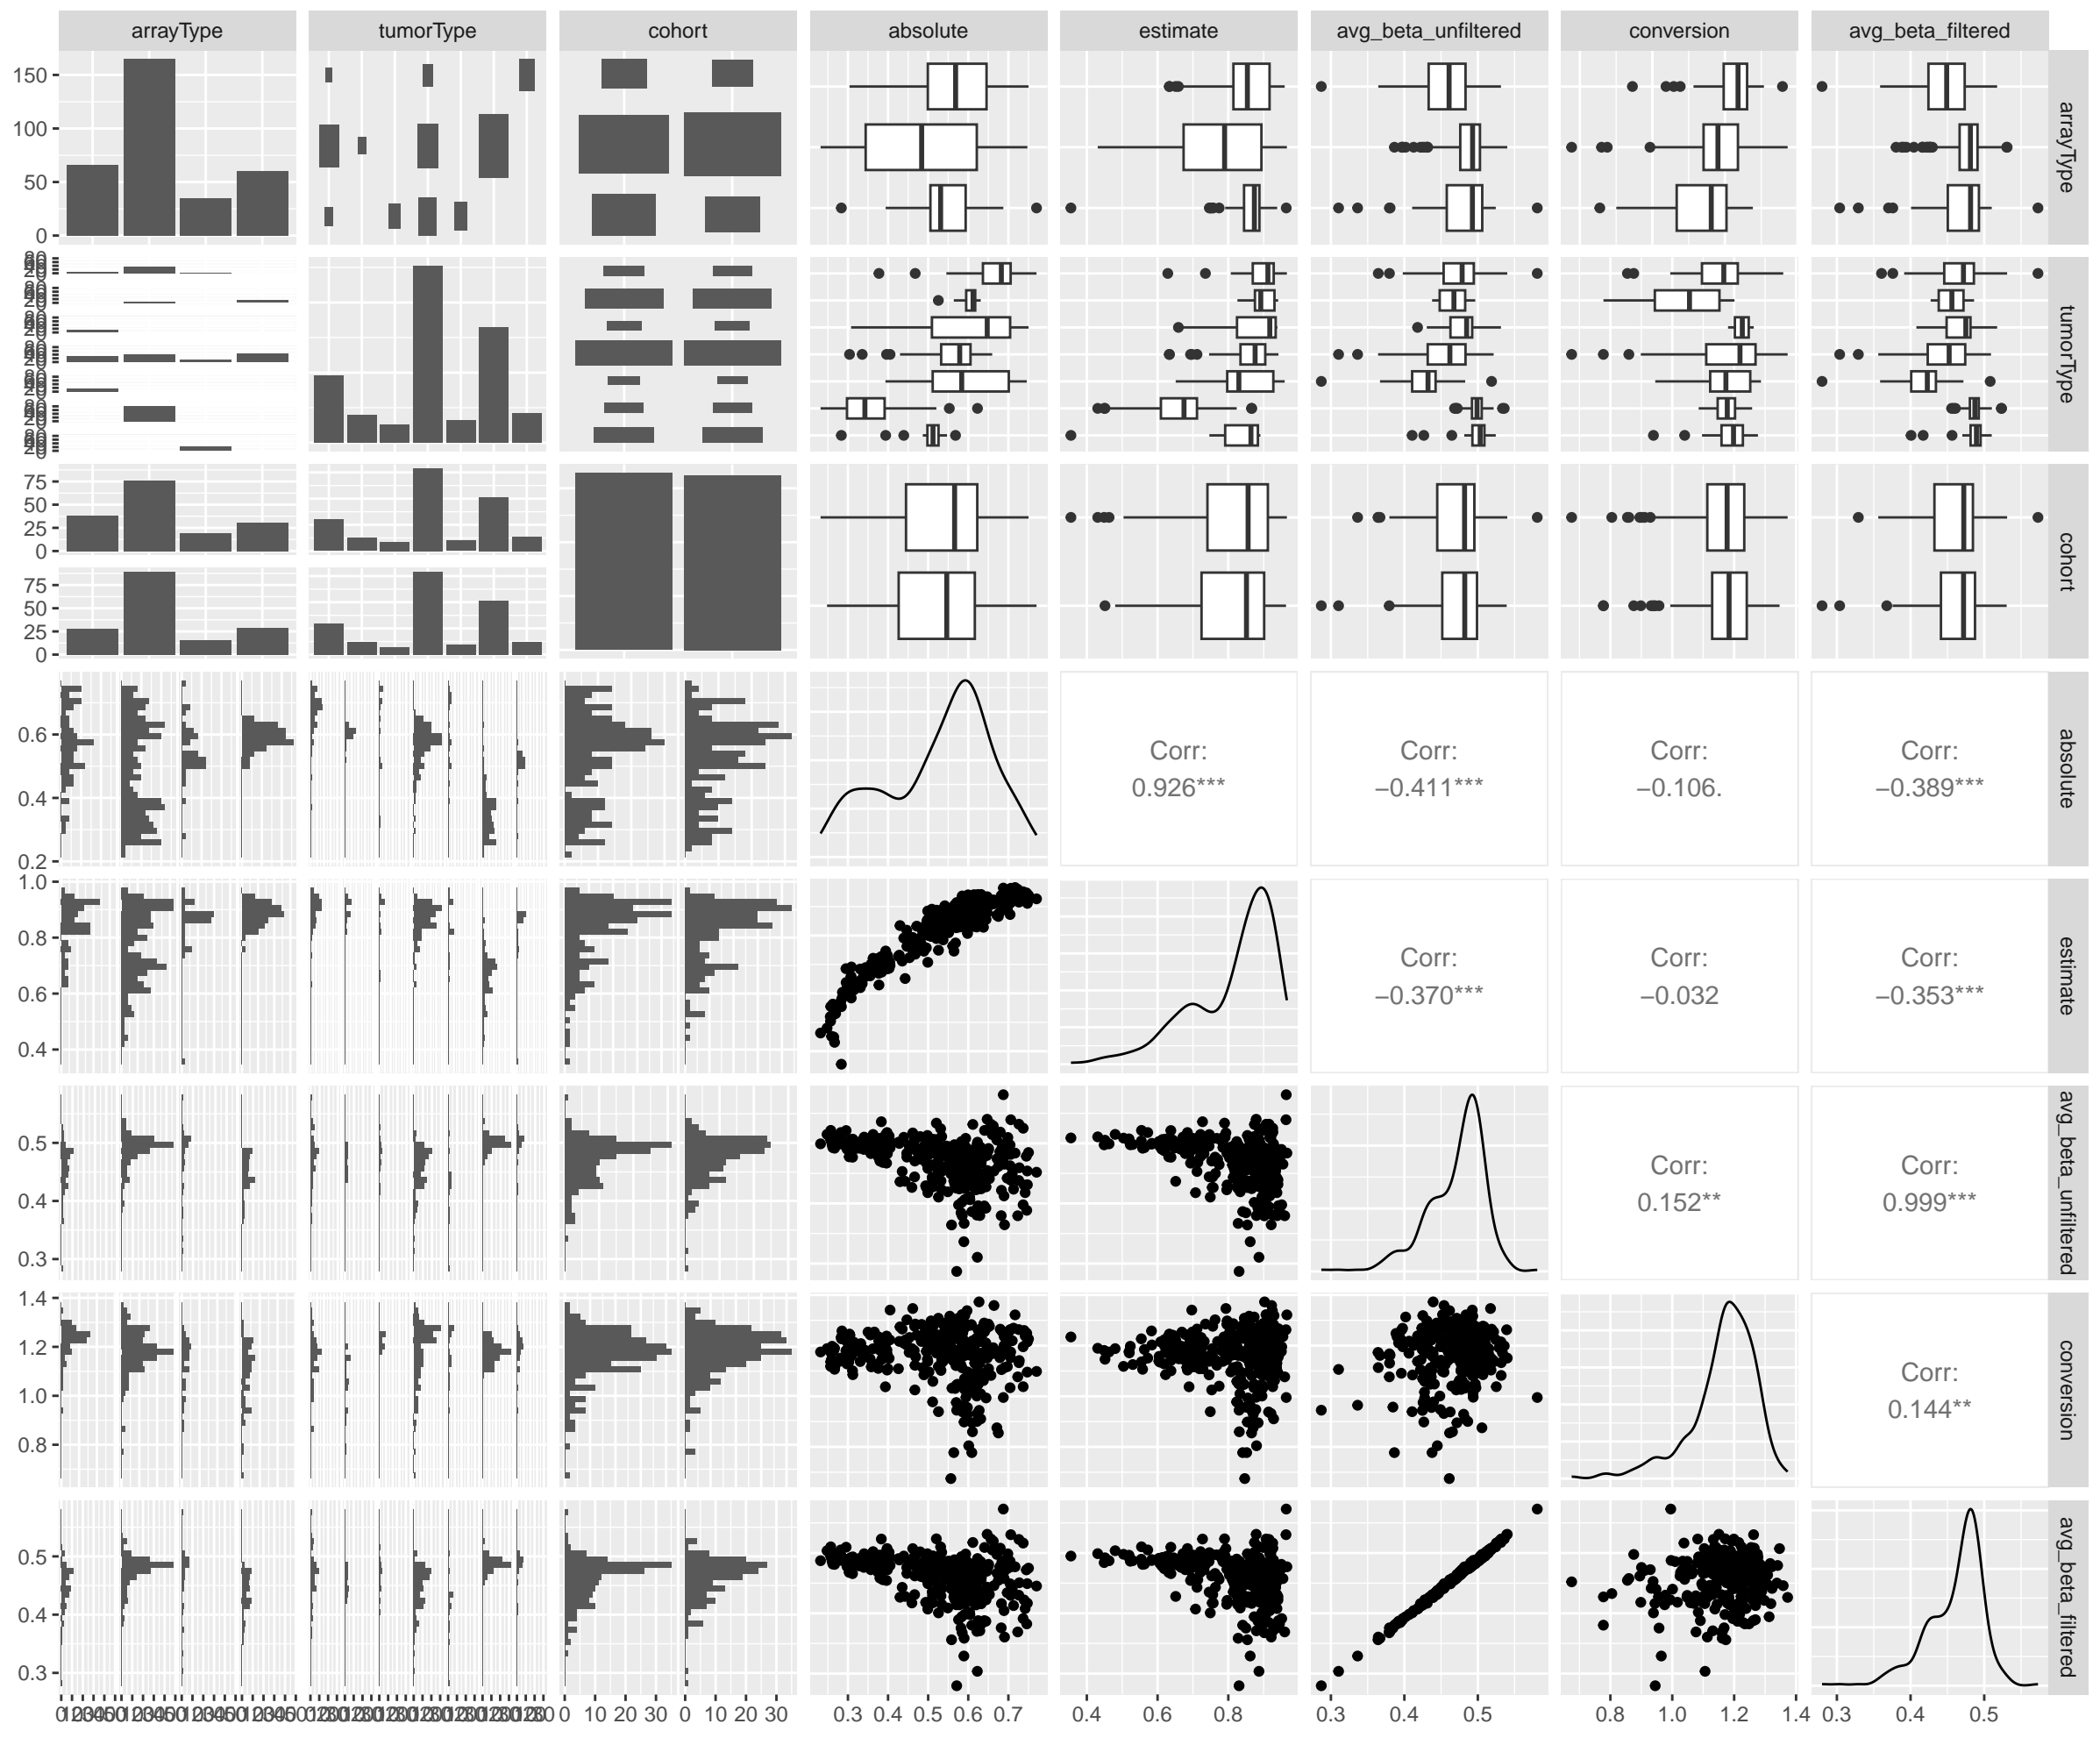 arrayType tumorType cohort absolute estimate avg_beta_unfiltered conversion avg_beta_filtered
150
100
50
0
arrayType
tumorType
75
50
25
0
75
50
25
0
cohort
0.6
0.4
0.2
Corr:
0.926***
Corr:
−0.411***
Corr:
−0.106.
Corr:
−0.389***
absolute
1.0
0.8
0.6
0.4
Corr:
−0.370***
Corr:
−0.032
Corr:
−0.353***
estimate
0.5
0.4
0.3
Corr:
0.152**
Corr:
0.999***
avg_beta_unfiltered
1.4
1.2
1.0
0.8
Corr:
0.144**
conversion
0.5
0.4
0.3
avg_beta_filtered
0 10 20 30 0 10 20 30 0.3 0.4 0.5 0.6 0.7 0.4 0.6 0.8 0.3 0.4 0.5 0.8 1.0 1.2 1.4 0.3 0.4 0.5